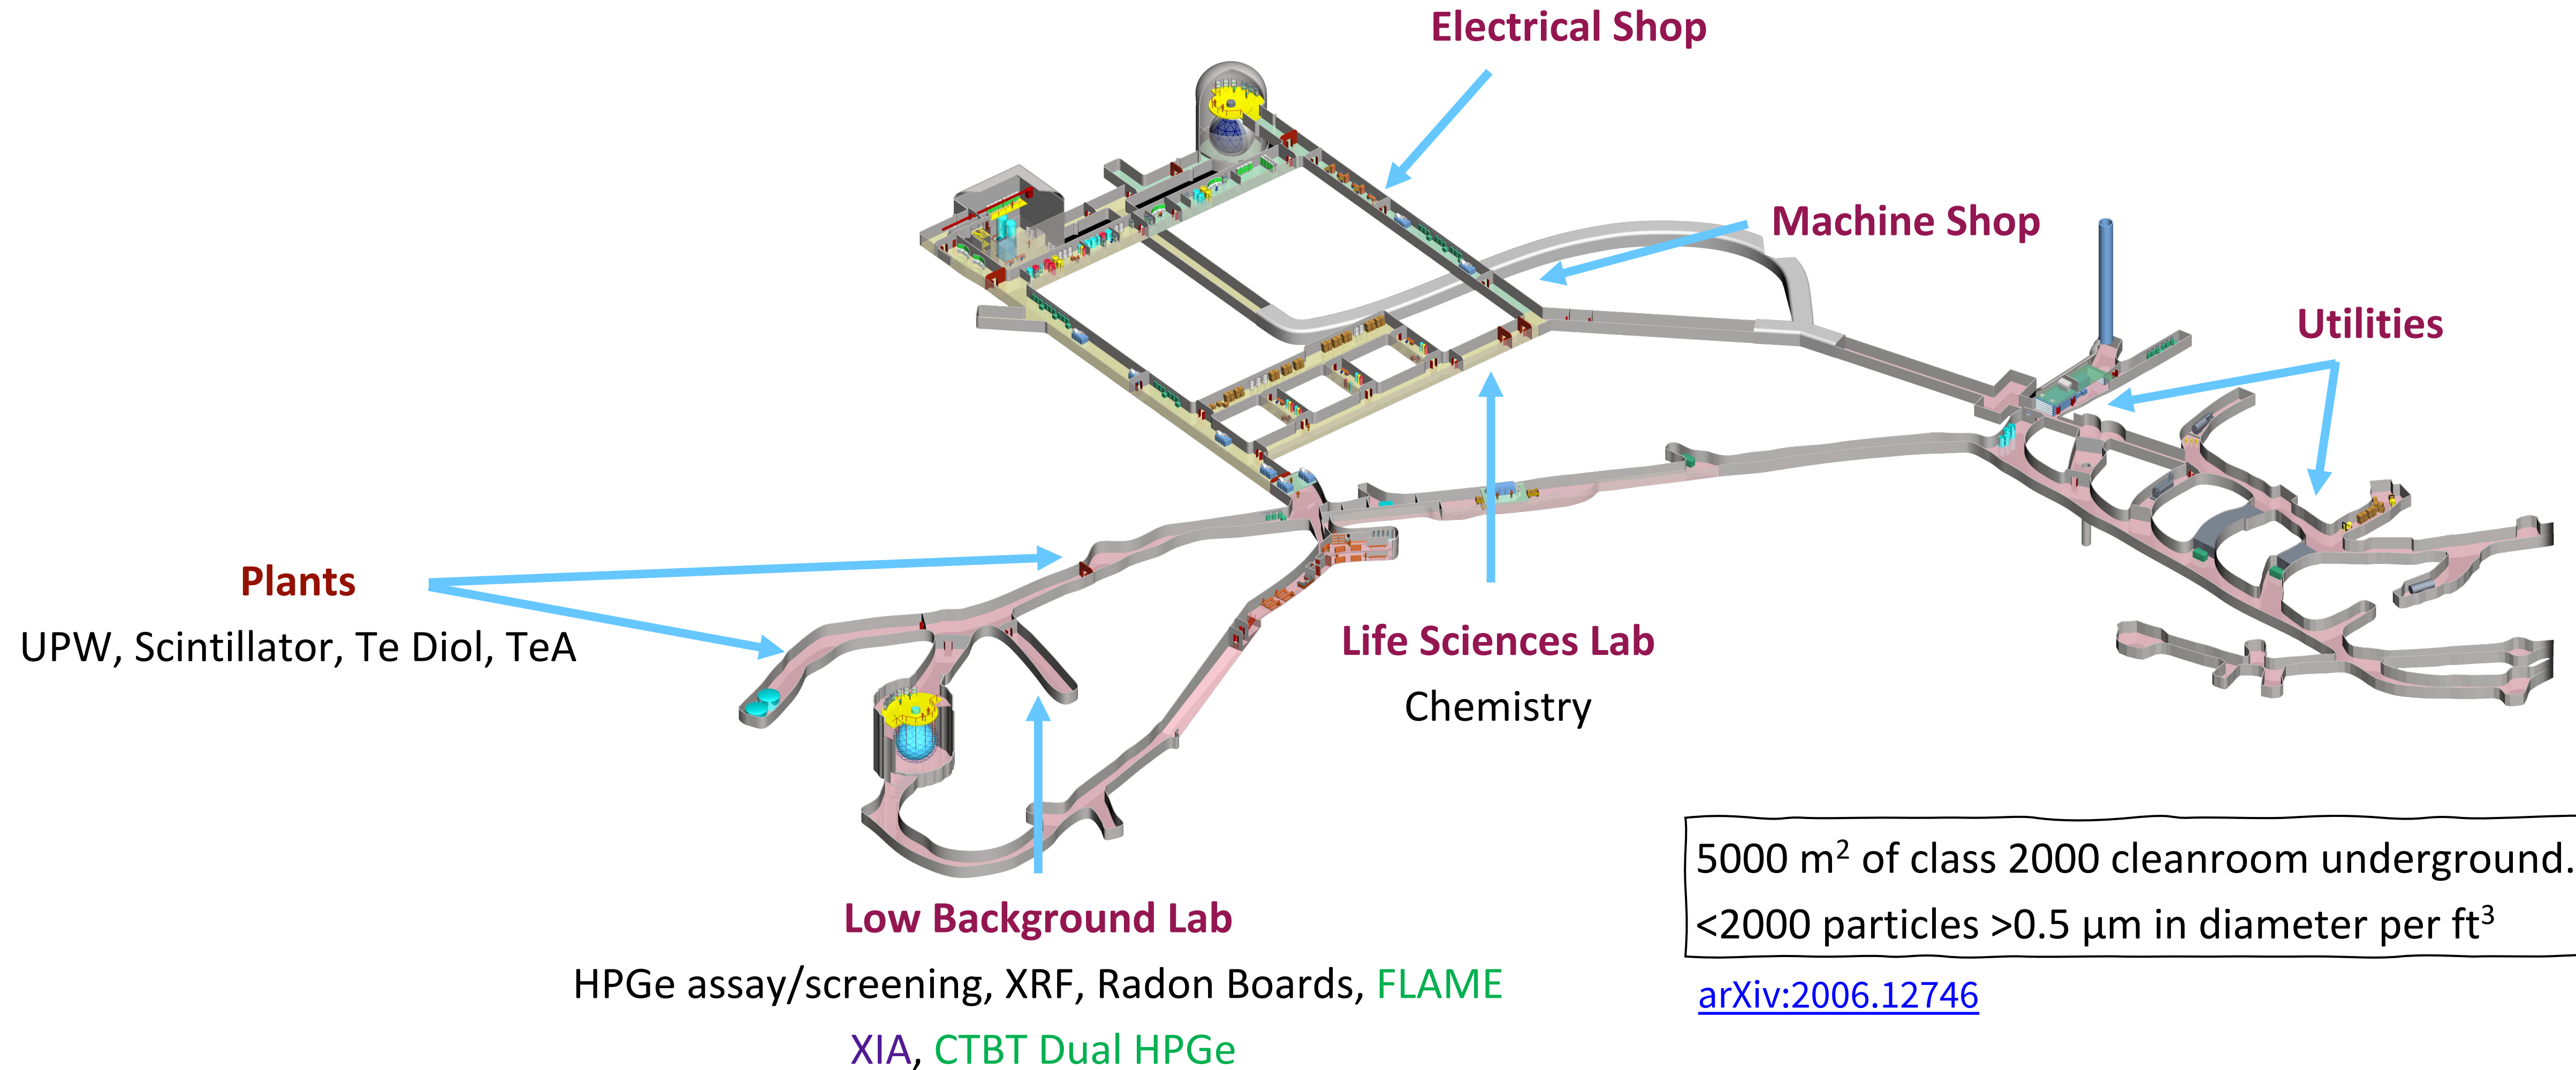 Electrical Shop
Machine Shop
Utilities
Plants
UPW, Scintillator, Te Diol, TeA
Life Sciences Lab
Chemistry
Low Background Lab
HPGe assay/screening, XRF, Radon Boards, FLAME
XIA, CTBT Dual HPGe
5000 m² of class 2000 cleanroom underground.
<2000 particles >0.5 µm in diameter per ft³
arXiv:2006.12746